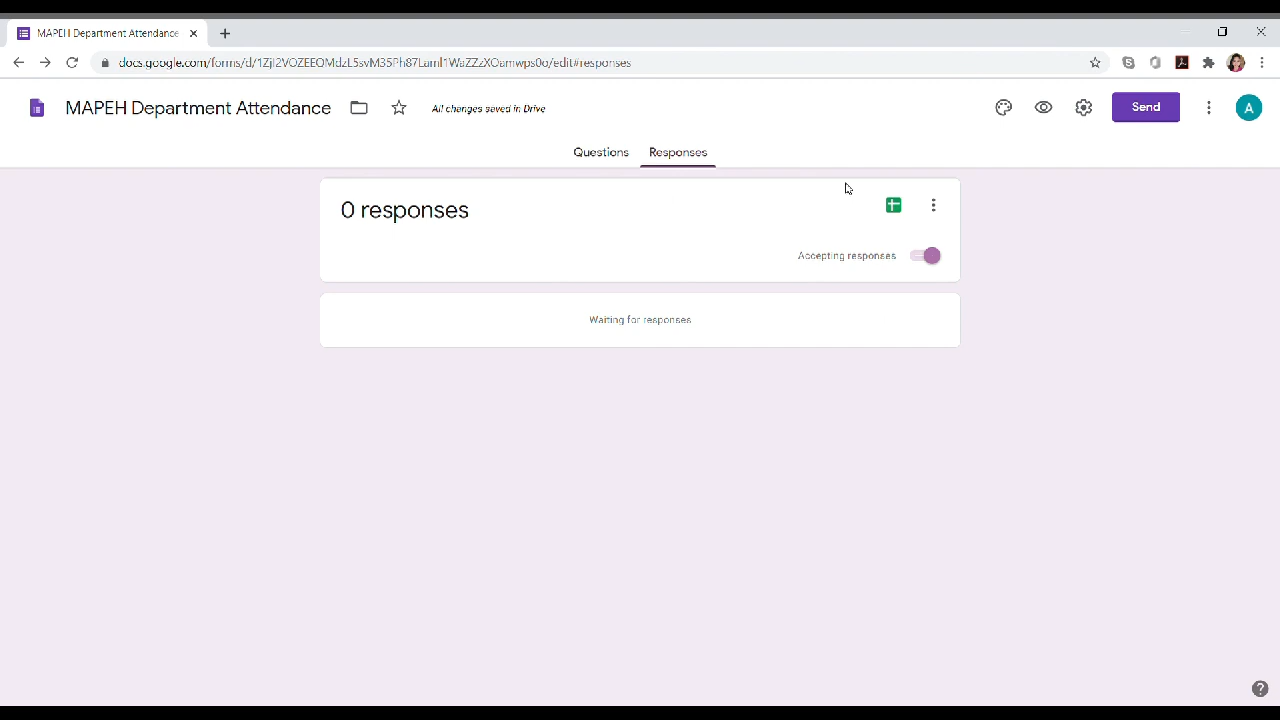 MAPEH Department Attendance
docs.google.com/forms/d/1Zjl2VOZEEOMdzL5svM35Ph87Laml1WaZZzXOamwps0o/edit#responses
MAPEH Department Attendance
All changes saved in Drive
Send
A
Questions
Responses
0 responses
Accepting responses
Waiting for responses